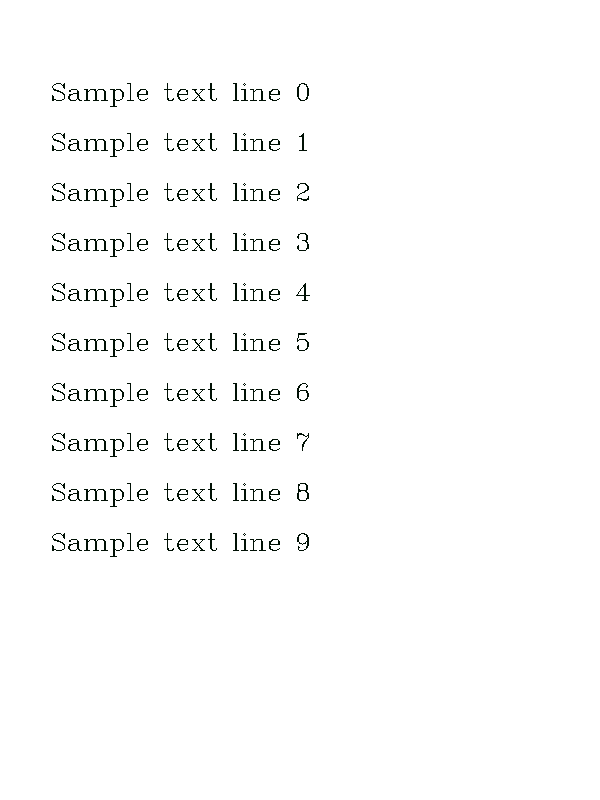 Sample text line 0
Sample text line 1
Sample text line 2
Sample text line 3
Sample text line 4
Sample text line 5
Sample text line 6
Sample text line 7
Sample text line 8
Sample text line 9